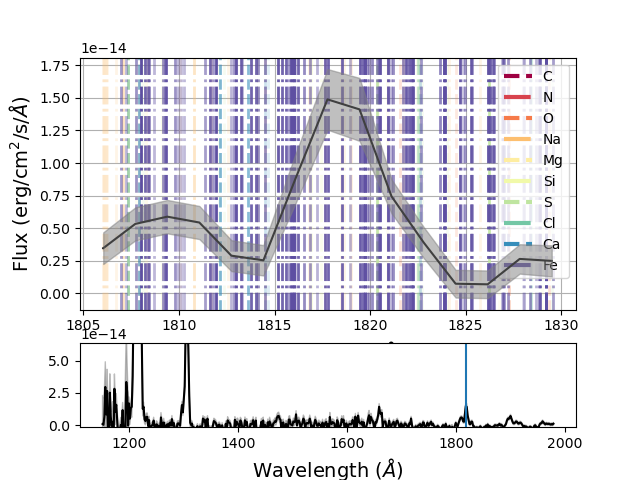 1e−14
1.75
1.50
1.25
1.00
0.75
0.50
0.25
0.00
Flux (erg/cm²/s/Å)
C
N
O
Na
Mg
Si
S
Cl
Ca
Fe
1805 1810 1815 1820 1825 1830
1e−14
5.0
2.5
0.0
1200 1400 1600 1800 2000
Wavelength (Å)